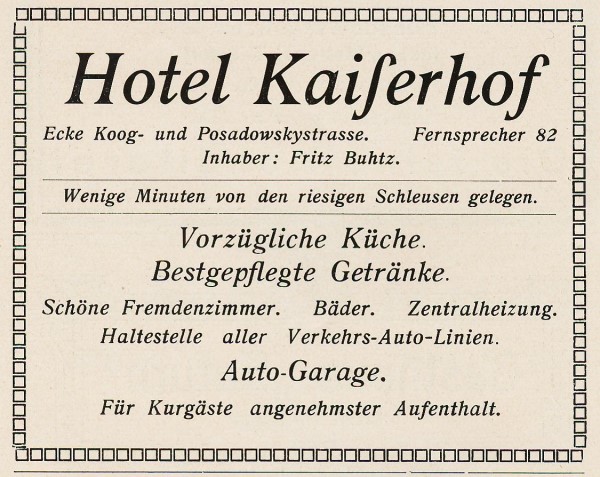 Hotel Kaiſerhof
Ecke Koog- und Posadowskystrasse. Fernsprecher 82
Inhaber: Fritz Buhtz.
Wenige Minuten von den riesigen Schleusen gelegen.
Vorzügliche Küche.
Bestgepflegte Getränke.
Schöne Fremdenzimmer. Bäder. Zentralheizung.
Haltestelle aller Verkehrs-Auto-Linien.
Auto-Garage.
Für Kurgäste angenehmster Aufenthalt.